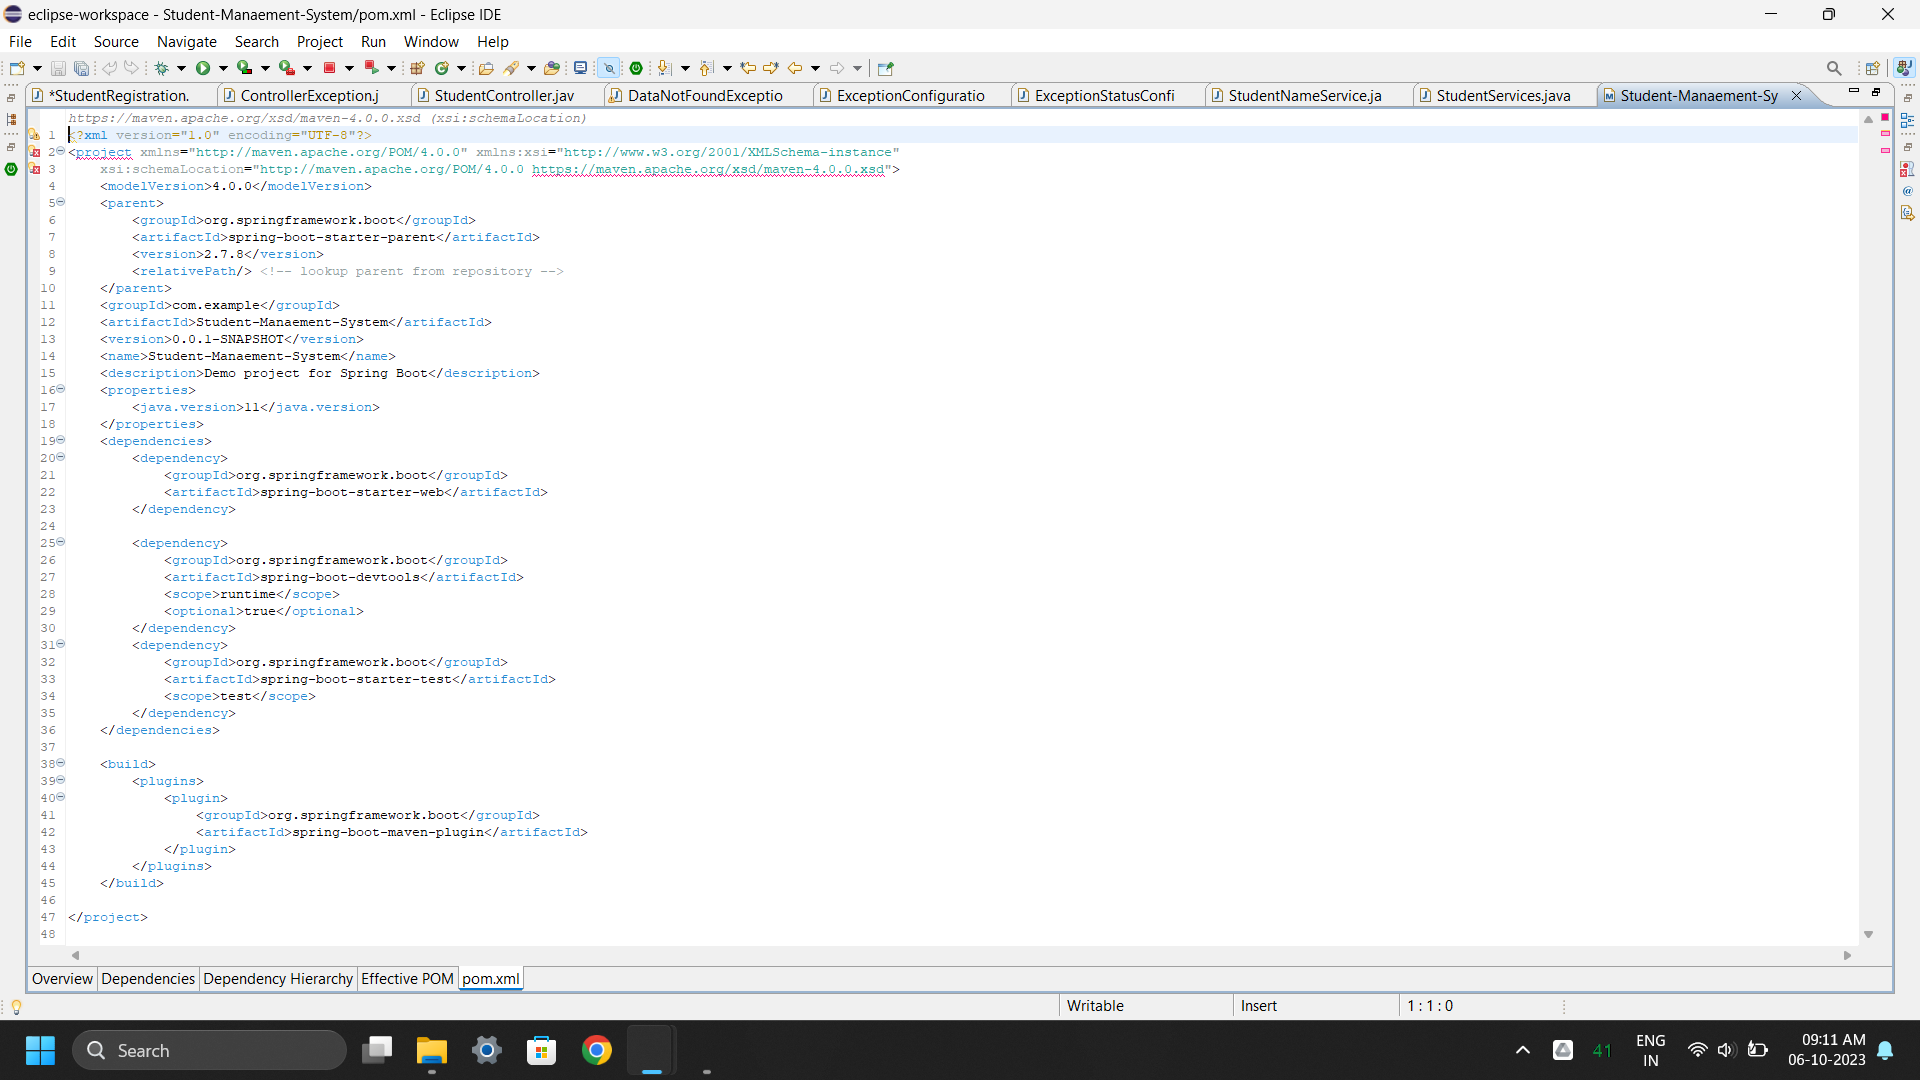 eclipse-workspace - Student-Manaement-System/pom.xml - Eclipse IDE
File Edit Source Navigate Search Project Run Window Help
*StudentRegistration. ControllerException.j StudentController.jav DataNotFoundExceptio ExceptionConfiguratio ExceptionStatusConfi StudentNameService.ja StudentServices.java Student-Manaement-Sy
https://maven.apache.org/xsd/maven-4.0.0.xsd (xsi:schemaLocation)
1 <?xml version="1.0" encoding="UTF-8"?>
2 <project xmlns="http://maven.apache.org/POM/4.0.0" xmlns:xsi="http://www.w3.org/2001/XMLSchema-instance"
3 xsi:schemaLocation="http://maven.apache.org/POM/4.0.0 https://maven.apache.org/xsd/maven-4.0.0.xsd">
4 <modelVersion>4.0.0</modelVersion>
5 <parent>
6 <groupId>org.springframework.boot</groupId>
7 <artifactId>spring-boot-starter-parent</artifactId>
8 <version>2.7.8</version>
9 <relativePath/> <!-- lookup parent from repository -->
10 </parent>
11 <groupId>com.example</groupId>
12 <artifactId>Student-Manaement-System</artifactId>
13 <version>0.0.1-SNAPSHOT</version>
14 <name>Student-Manaement-System</name>
15 <description>Demo project for Spring Boot</description>
16 <properties>
17 <java.version>11</java.version>
18 </properties>
19 <dependencies>
20 <dependency>
21 <groupId>org.springframework.boot</groupId>
22 <artifactId>spring-boot-starter-web</artifactId>
23 </dependency>
24
25 <dependency>
26 <groupId>org.springframework.boot</groupId>
27 <artifactId>spring-boot-devtools</artifactId>
28 <scope>runtime</scope>
29 <optional>true</optional>
30 </dependency>
31 <dependency>
32 <groupId>org.springframework.boot</groupId>
33 <artifactId>spring-boot-starter-test</artifactId>
34 <scope>test</scope>
35 </dependency>
36 </dependencies>
37
38 <build>
39 <plugins>
40 <plugin>
41 <groupId>org.springframework.boot</groupId>
42 <artifactId>spring-boot-maven-plugin</artifactId>
43 </plugin>
44 </plugins>
45 </build>
46
47 </project>
48
Overview Dependencies Dependency Hierarchy Effective POM pom.xml
Writable Insert 1 : 1 : 0
Search 41 ENG IN 09:11 AM 06-10-2023